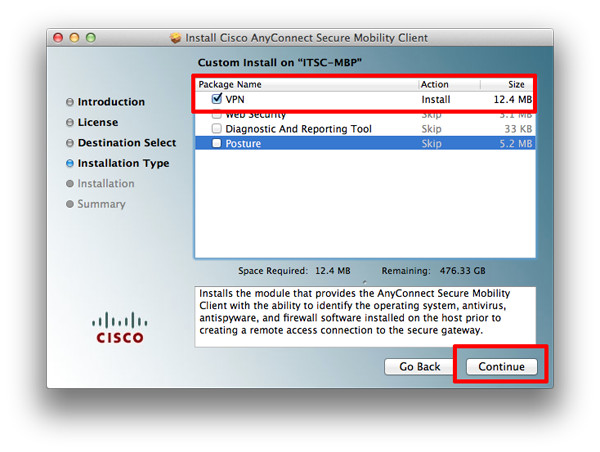 Install Cisco AnyConnect Secure Mobility Client
Custom Install on "ITSC-MBP"
Package Name Action Size
VPN Install 12.4 MB
Web Security Skip 3.1 MB
Diagnostic And Reporting Tool Skip 33 KB
Posture Skip 5.2 MB
Introduction
License
Destination Select
Installation Type
Installation
Summary
Space Required: 12.4 MB Remaining: 476.33 GB
Installs the module that provides the AnyConnect Secure Mobility
Client with the ability to identify the operating system, antivirus,
antispyware, and firewall software installed on the host prior to
creating a remote access connection to the secure gateway.
CISCO
Go Back Continue